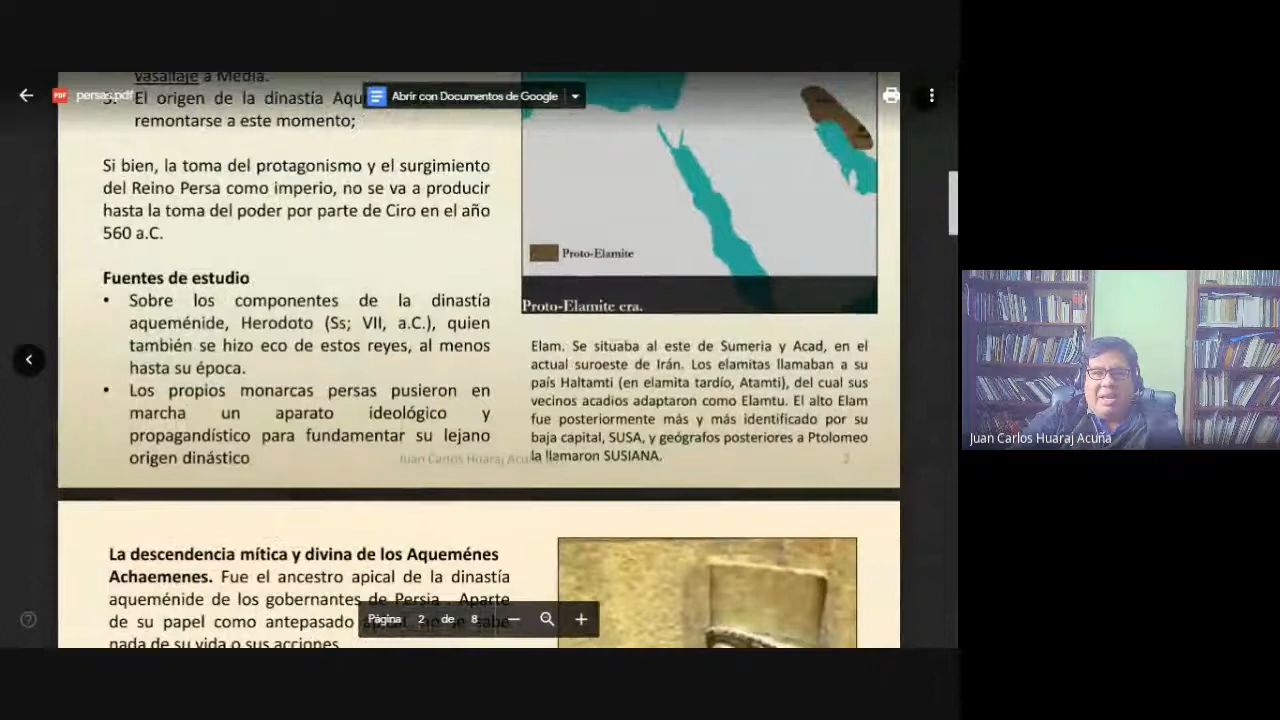 vasallaje a Media.
persas.pdf
Abrir con Documentos de Google
El origen de la dinastía Aqu
remontarse a este momento;
Si bien, la toma del protagonismo y el surgimiento
del Reino Persa como imperio, no se va a producir
hasta la toma del poder por parte de Ciro en el año
560 a.C.
Fuentes de estudio
• Sobre los componentes de la dinastía
aqueménide, Herodoto (Ss; VII, a.C.), quien
también se hizo eco de estos reyes, al menos
hasta su época.
• Los propios monarcas persas pusieron en
marcha un aparato ideológico y
propagandístico para fundamentar su lejano
origen dinástico
Proto-Elamite
Proto-Elamite era.
Elam. Se situaba al este de Sumeria y Acad, en el
actual suroeste de Irán. Los elamitas llamaban a su
país Haltamti (en elamita tardío, Atamti), del cual sus
vecinos acadios adaptaron como Elamtu. El alto Elam
fue posteriormente más y más identificado por su
baja capital, SUSA, y geógrafos posteriores a Ptolomeo
la llamaron SUSIANA.
Juan Carlos Huaraj Acuña
2
La descendencia mítica y divina de los Aqueménes
Achaemenes. Fue el ancestro apical de la dinastía
aqueménide de los gobernantes de Persia . Aparte
de su papel como antepasado apical, no se sabe
nada de su vida o sus acciones
Página 2 de 8
Juan Carlos Huaraj Acuña